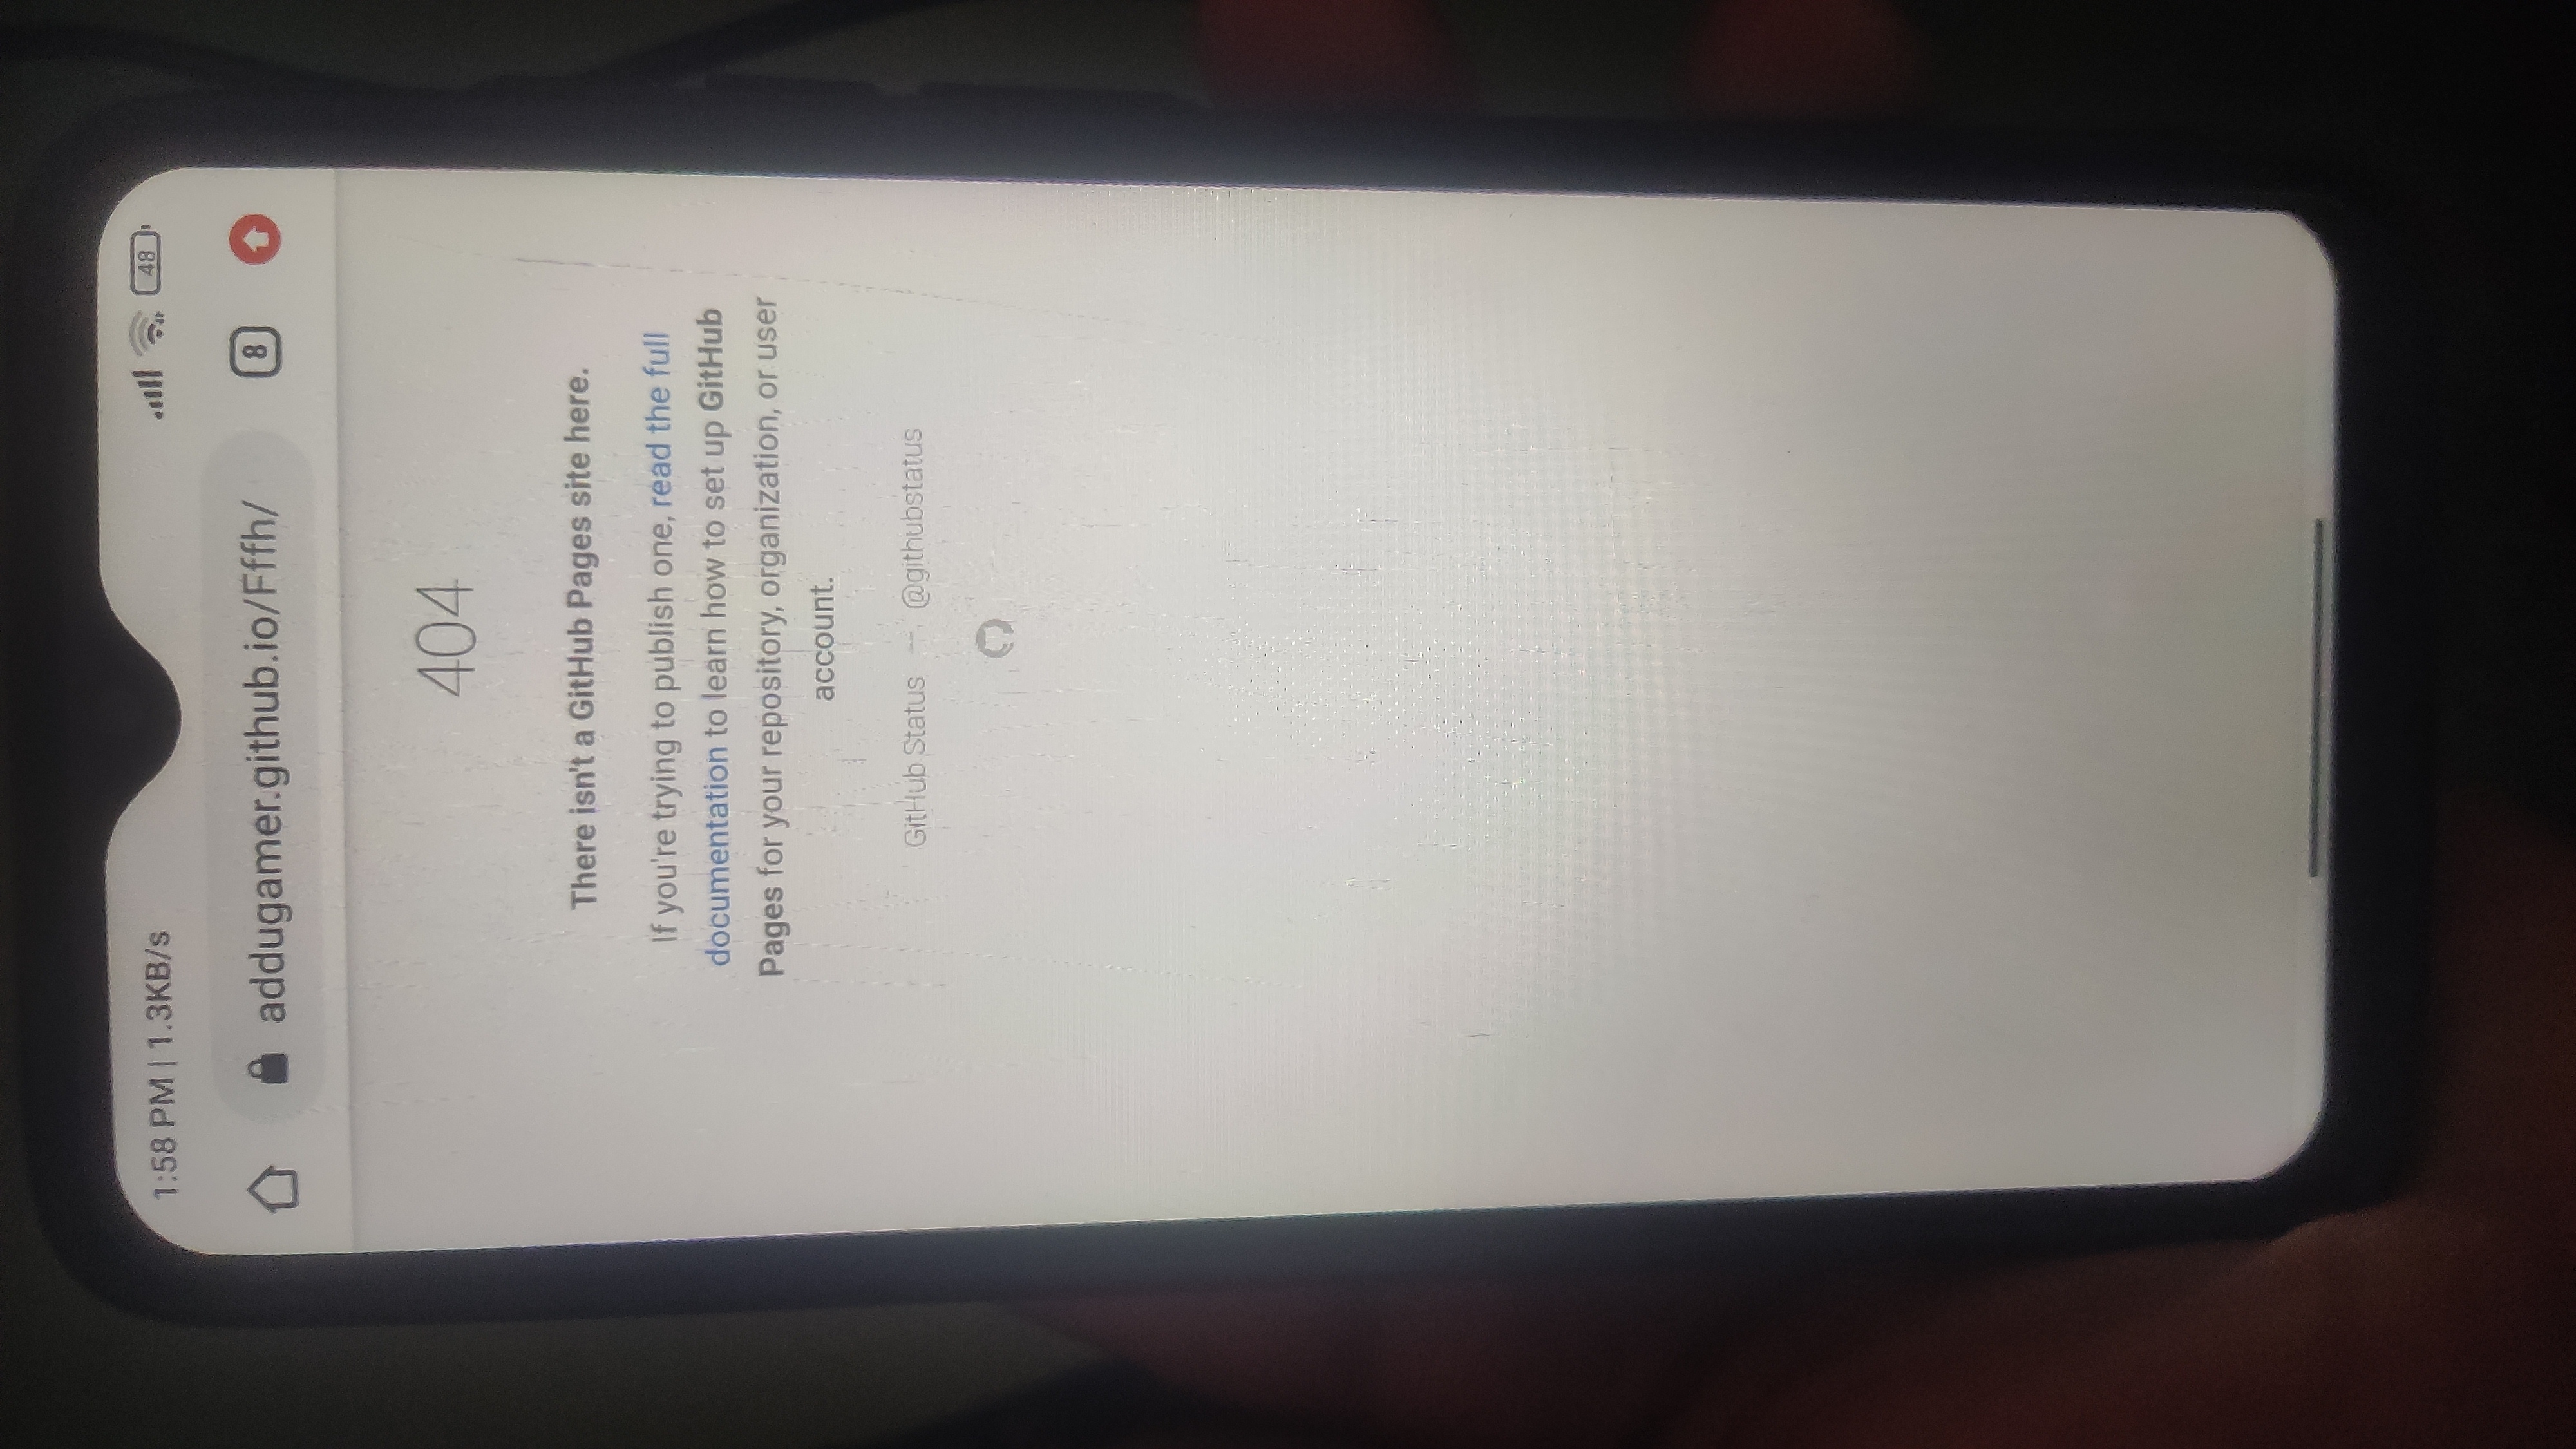 1:58 PM | 1.3KB/s
48
addugamer.github.io/Fffh/
8
404
There isn't a GitHub Pages site here.
If you're trying to publish one, read the full
documentation to learn how to set up GitHub
Pages for your repository, organization, or user
account.
GitHub Status — @githubstatus